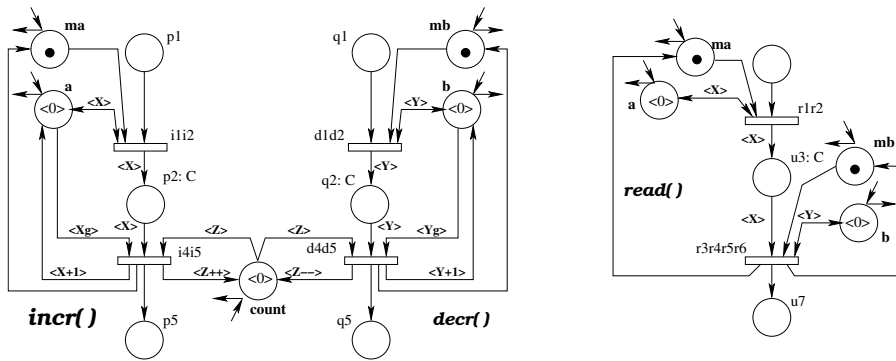 ma
p1
q1
mb
a
<0>
<X>
<Y>
b
<0>
i1i2
d1d2
<X>
<Y>
p2: C
q2: C
<Xg>
<X>
<Z>
<Z>
<Y>
<Yg>
i4i5
d4d5
<X+1>
<Z++>
<0>
<Z-->
<Y+1>
count
incr( )
p5
q5
decr( )
ma
a
<0>
<X>
r1r2
<X>
mb
u3: C
read( )
<X>
<Y>
<0>
b
r3r4r5r6
u7